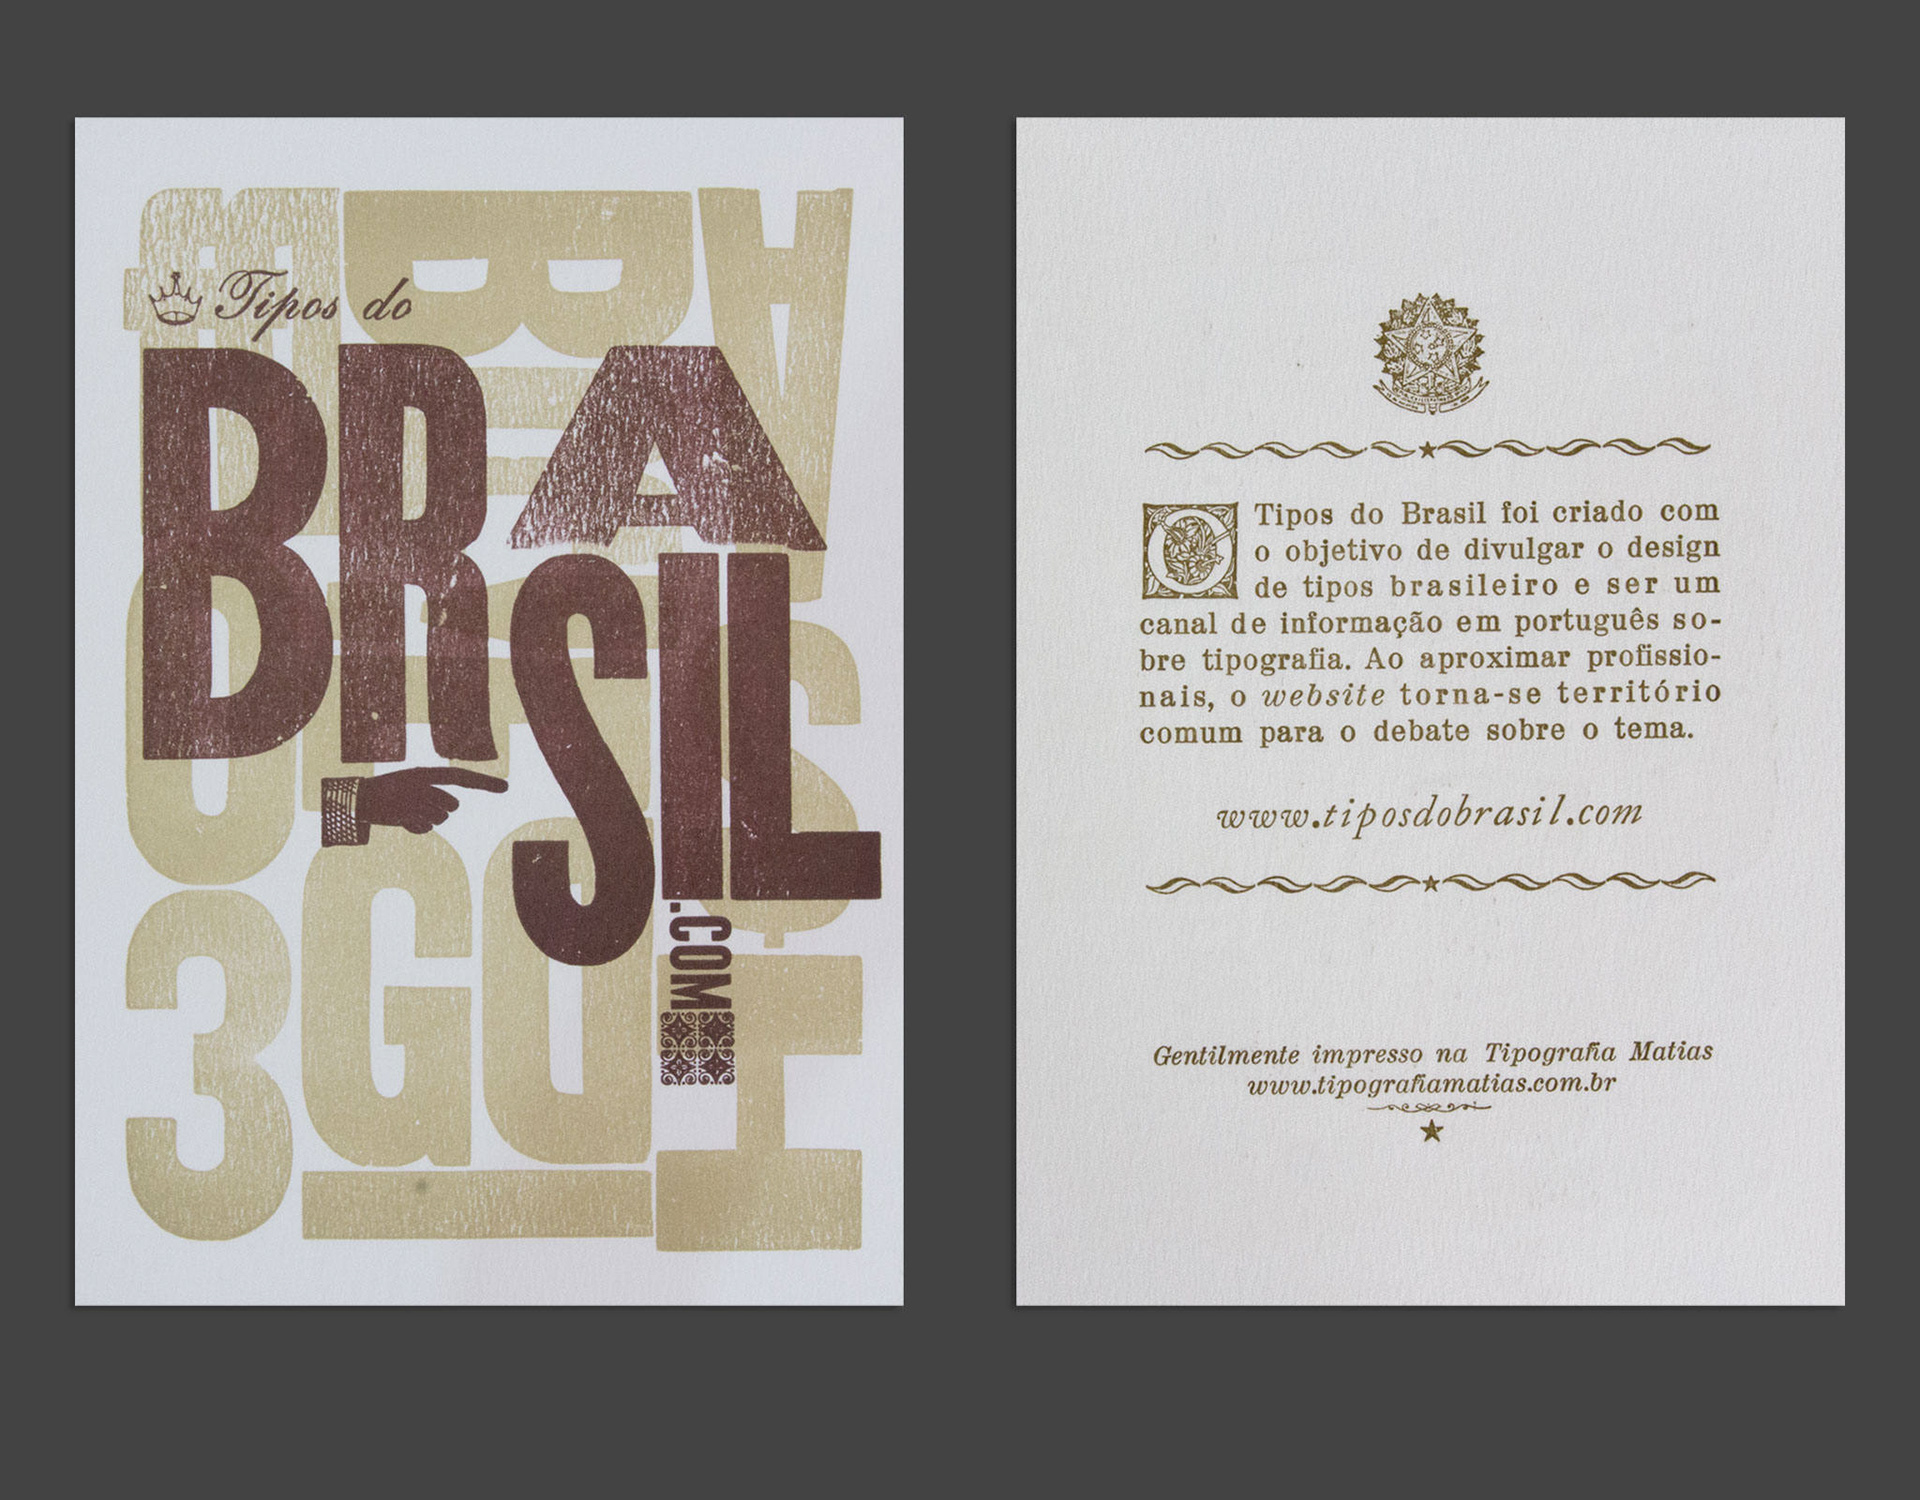 Tipos do
BRASIL
.COM
O Tipos do Brasil foi criado com
o objetivo de divulgar o design
de tipos brasileiro e ser um
canal de informação em português so-
bre tipografia. Ao aproximar profissio-
nais, o website torna-se território
comum para o debate sobre o tema.
www.tiposdobrasil.com
Gentilmente impresso na Tipografia Matias
www.tipografiamatias.com.br